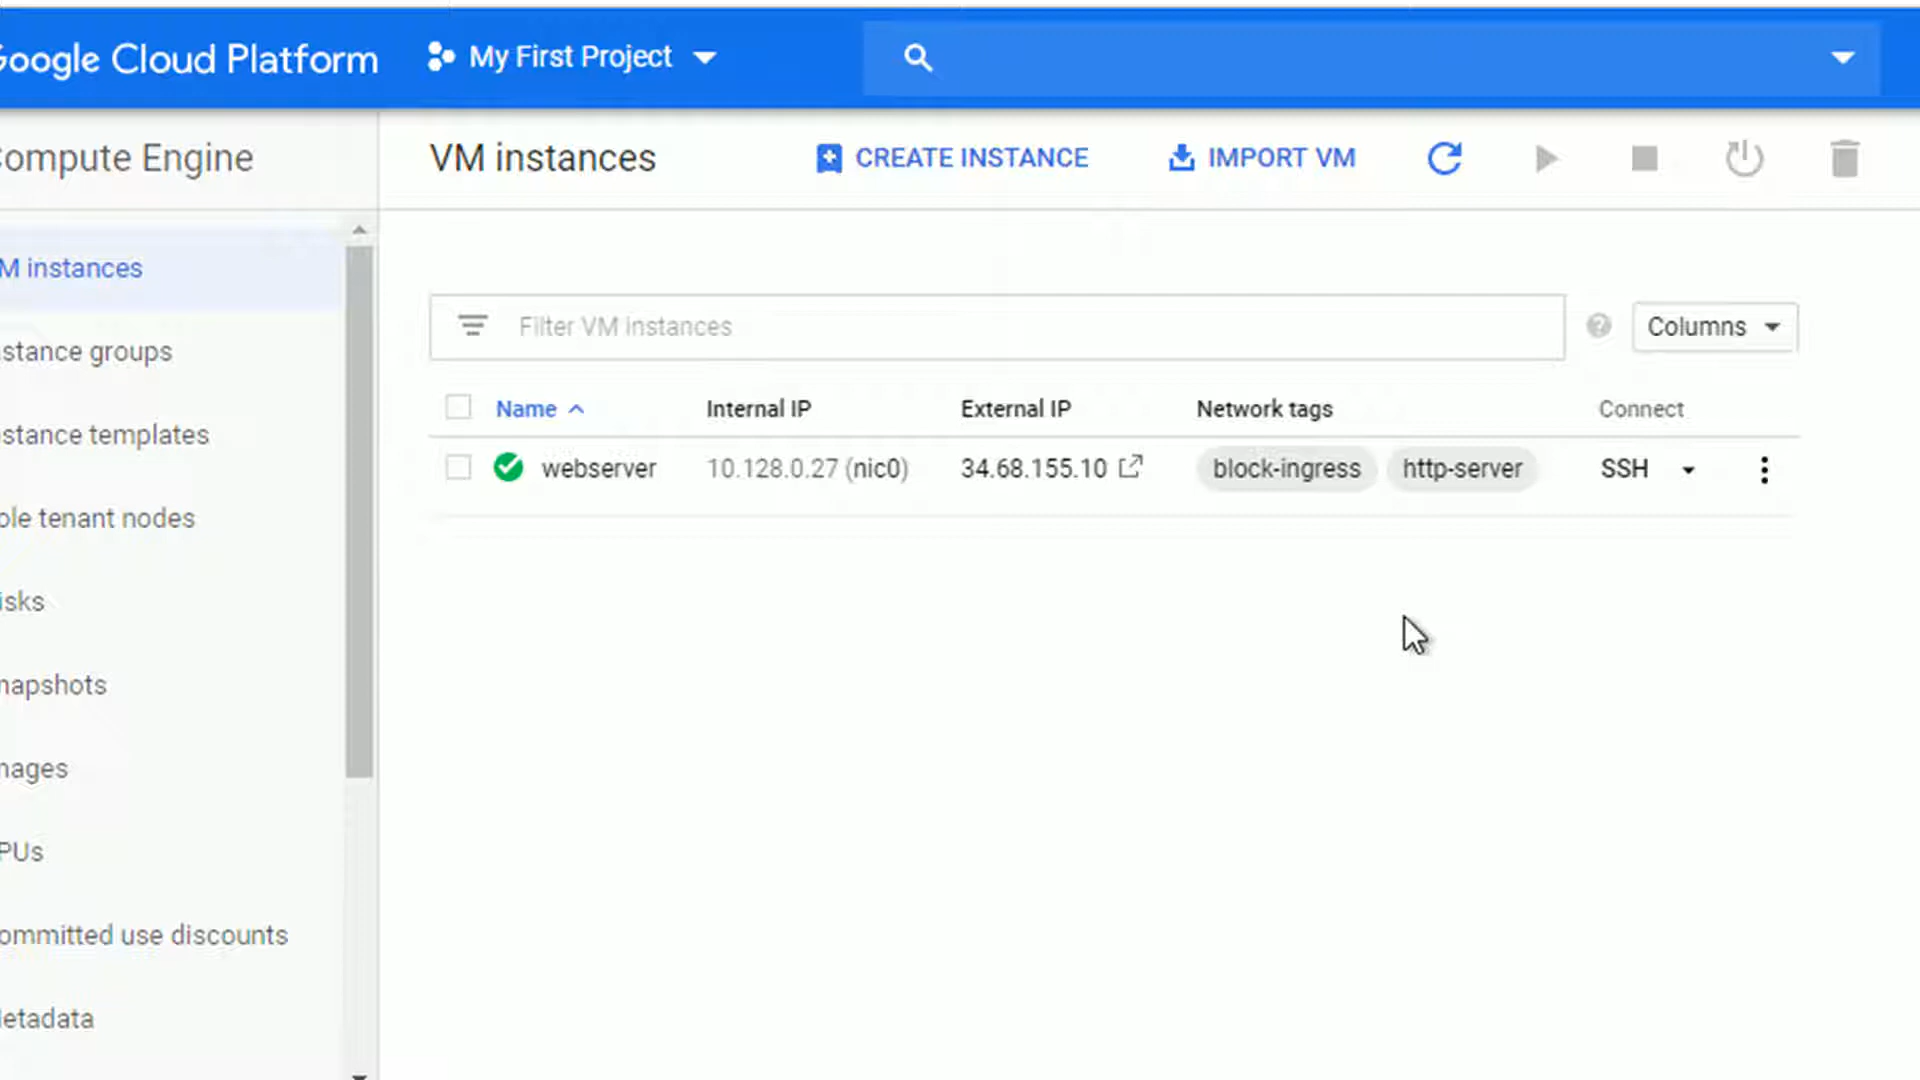 Google Cloud Platform
My First Project
Compute Engine
VM instances
CREATE INSTANCE
IMPORT VM
M instances
stance groups
stance templates
ole tenant nodes
isks
napshots
nages
PUs
ommitted use discounts
etadata
Filter VM instances
Columns
Name Internal IP External IP Network tags Connect
webserver 10.128.0.27 (nic0) 34.68.155.10 block-ingress http-server SSH